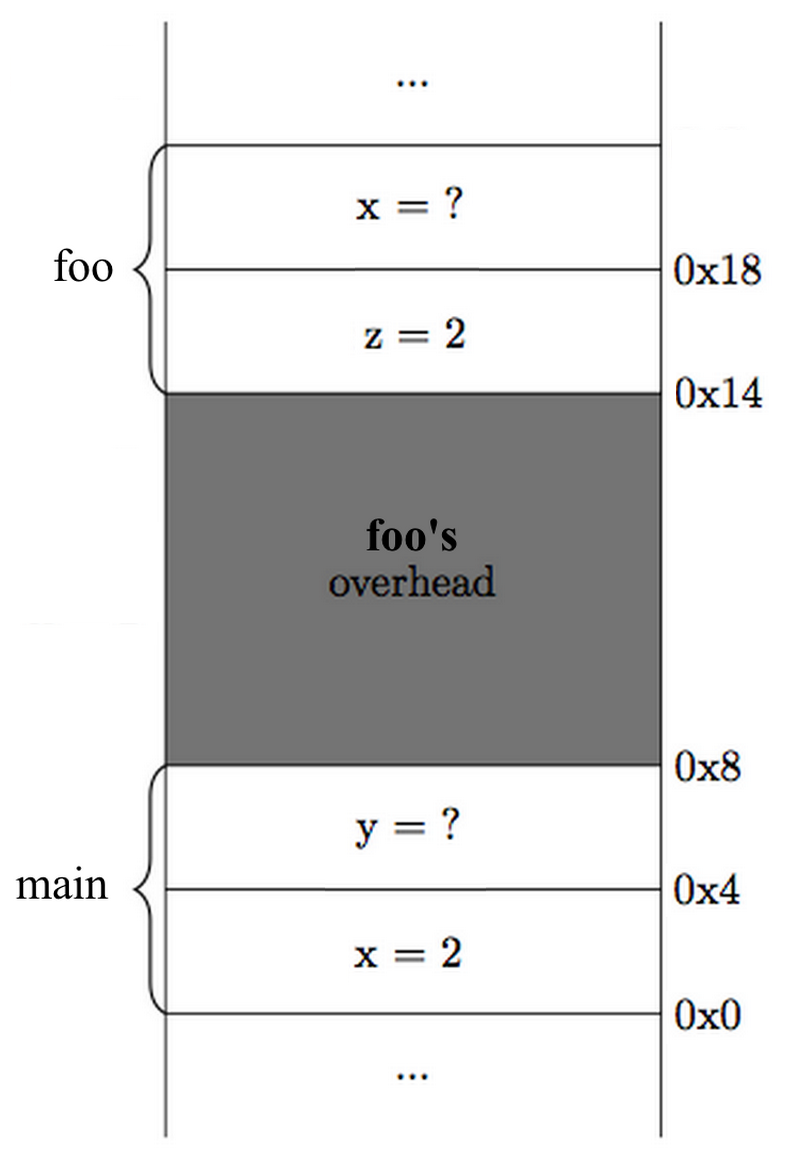 ...
x = ?
foo
0x18
z = 2
0x14
foo's
overhead
0x8
y = ?
main
0x4
x = 2
0x0
...